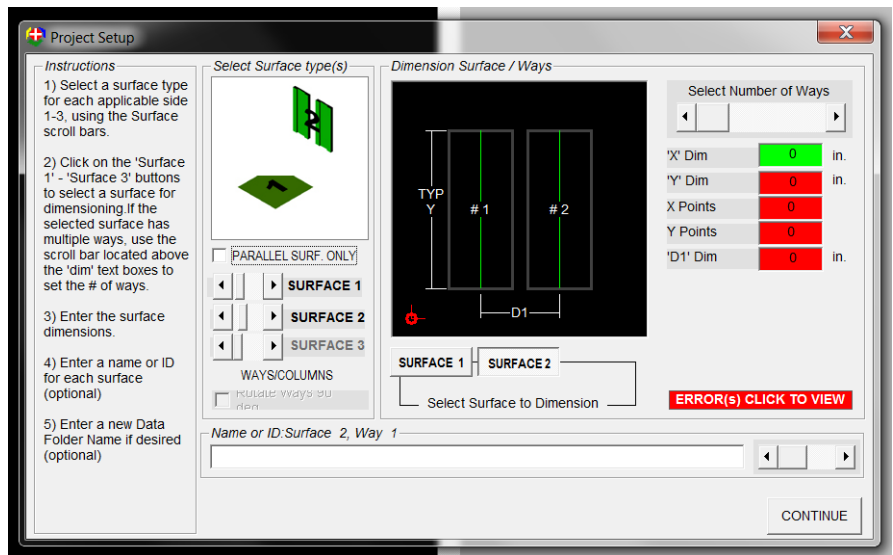 Project Setup
Instructions
1) Select a surface type
for each applicable side
1-3, using the Surface
scroll bars.
2) Click on the 'Surface
1' - 'Surface 3' buttons
to select a surface for
dimensioning.If the
selected surface has
multiple ways, use the
scroll bar located above
the 'dim' text boxes to
set the # of ways.
3) Enter the surface
dimensions.
4) Enter a name or ID
for each surface
(optional)
5) Enter a new Data
Folder Name if desired
(optional)
Select Surface type(s)
2
1
PARALLEL SURF. ONLY
SURFACE 1
SURFACE 2
SURFACE 3
WAYS/COLUMNS
Rotate Ways 90
deg
Dimension Surface / Ways
TYP
Y
# 1
# 2
D1
SURFACE 1
SURFACE 2
Select Surface to Dimension
Select Number of Ways
'X' Dim 0 in.
'Y' Dim 0 in.
X Points 0
Y Points 0
'D1' Dim 0 in.
ERROR(s) CLICK TO VIEW
Name or ID:Surface 2, Way 1
CONTINUE